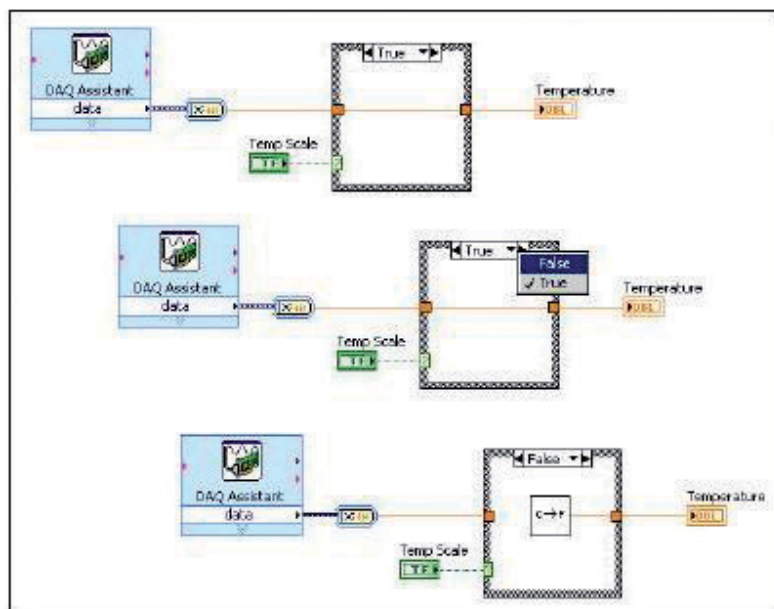 True
DAQ Assistant
data
Temperature
DBL
Temp Scale
TF
True
False
True
DAQ Assistant
data
Temperature
DBL
Temp Scale
TF
False
DAQ Assistant
data
C→F
Temperature
DBL
Temp Scale
TF